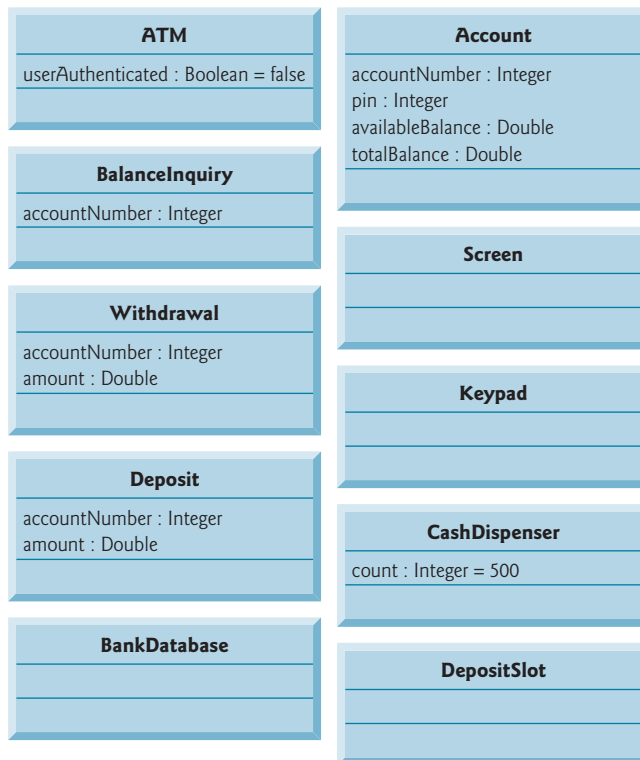 ATM
userAuthenticated : Boolean = false
BalanceInquiry
accountNumber : Integer
Withdrawal
accountNumber : Integer
amount : Double
Deposit
accountNumber : Integer
amount : Double
BankDatabase
Account
accountNumber : Integer
pin : Integer
availableBalance : Double
totalBalance : Double
Screen
Keypad
CashDispenser
count : Integer = 500
DepositSlot